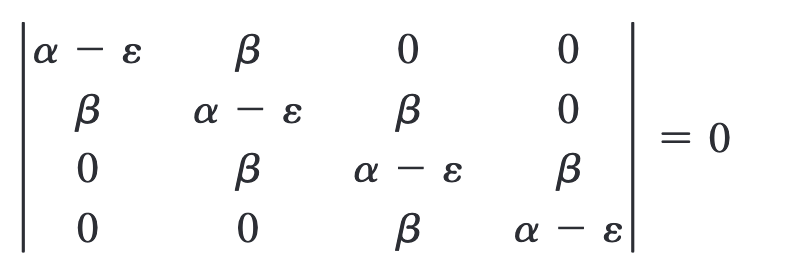 | α − ε β 0 0 |
| β α − ε β 0 |
| 0 β α − ε β | = 0
| 0 0 β α − ε |